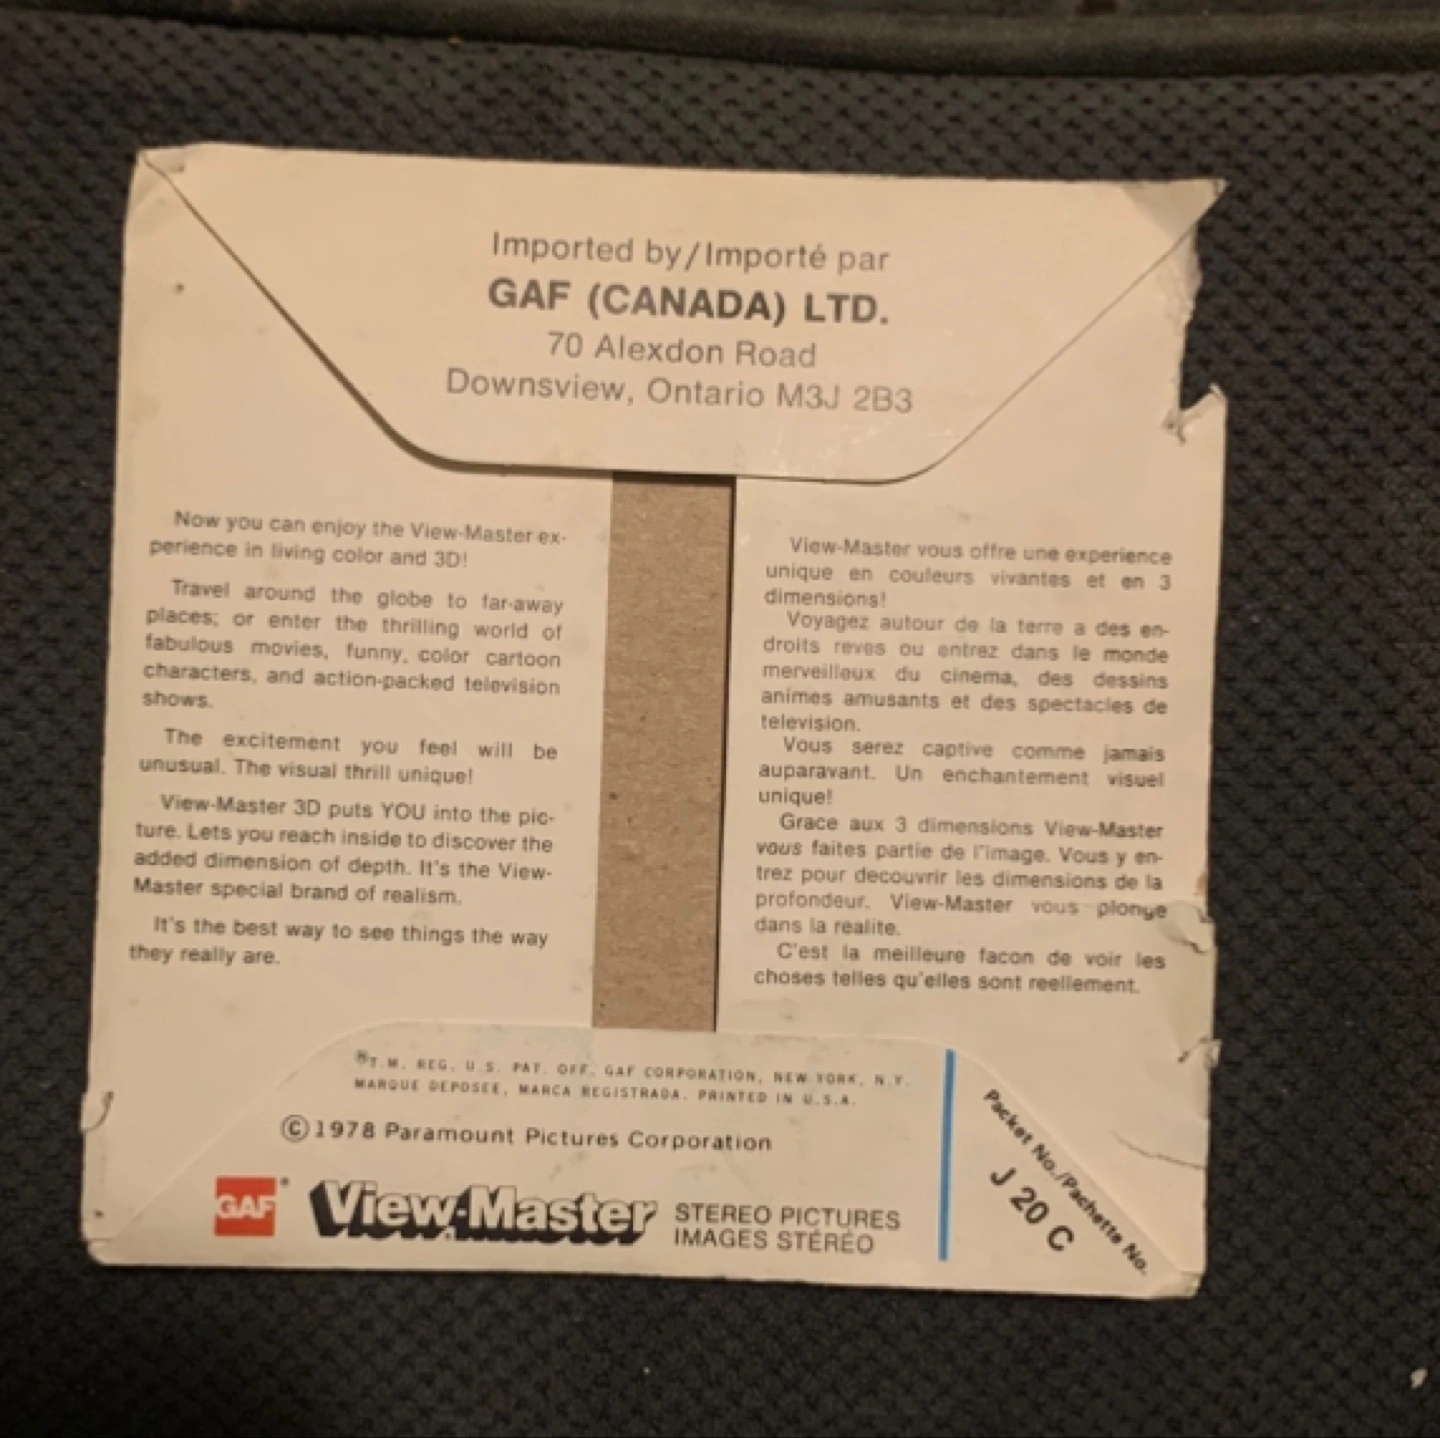 Imported by/Importé par
GAF (CANADA) LTD.
70 Alexdon Road
Downsview, Ontario M3J 2B3
Now you can enjoy the View-Master ex-
perience in living color and 3D!
Travel around the globe to far-away
places; or enter the thrilling world of
fabulous movies, funny, color cartoon
characters, and action-packed television
shows.
The excitement you feel will be
unusual. The visual thrill unique!
View-Master 3D puts YOU into the pic-
ture. Lets you reach inside to discover the
added dimension of depth. It's the View-
Master special brand of realism.
It's the best way to see things the way
they really are.
View-Master vous offre une experience
unique en couleurs vivantes et en 3
dimensions!
Voyagez autour de la terre a des en-
droits reves ou entrez dans le monde
merveilleux du cinema, des dessins
animes amusants et des spectacles de
television.
Vous serez captive comme jamais
auparavant. Un enchantement visuel
unique!
Grace aux 3 dimensions View-Master
vous faites partie de l'image. Vous y en-
trez pour decouvrir les dimensions de la
profondeur. View-Master vous plonge
dans la realite.
C'est la meilleure facon de voir les
choses telles qu'elles sont reellement.
®T.M. REG. U.S. PAT. OFF. GAF CORPORATION, NEW YORK, N.Y.
MARQUE DEPOSEE, MARCA REGISTRADA. PRINTED IN U.S.A.
©1978 Paramount Pictures Corporation
GAF® View-Master
STEREO PICTURES
IMAGES STÉRÉO
Packet No./Pachette No.
J 20 C